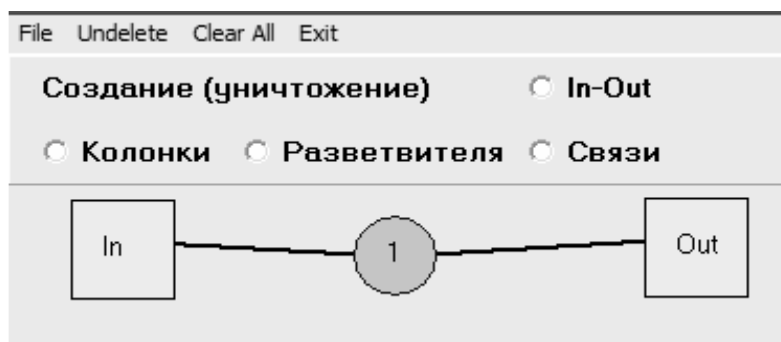 File Undelete Clear All Exit
Создание (уничтожение) In-Out
Колонки Разветвителя Связи
In 1 Out